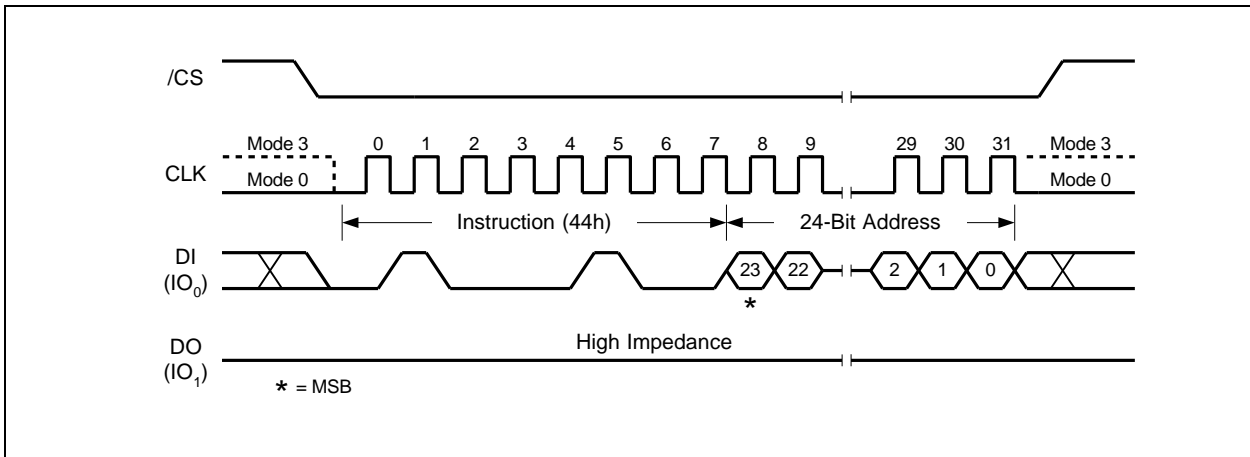 /CS
Mode 3 0 1 2 3 4 5 6 7 8 9 29 30 31 Mode 3
CLK
Mode 0 Mode 0
Instruction (44h) 24-Bit Address
DI
(IO0) 23 22 2 1 0
*
High Impedance
DO
(IO1)
* = MSB